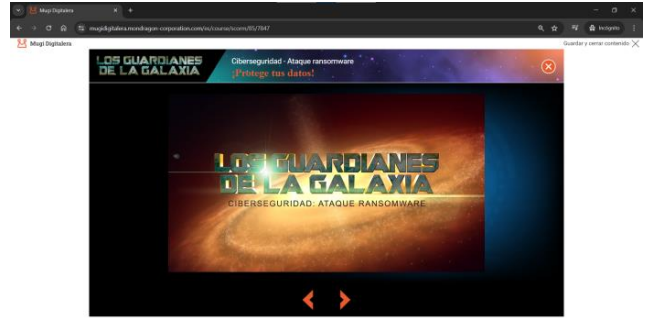 Mugi Digitalera
mugidigitalera.mondragon-corporation.com/es/course/scorm/85/7847
Incógnito
Mugi Digitalera
Guardar y cerrar contenido
LOS GUARDIANES
DE LA GALAXIA
Ciberseguridad - Ataque ransomware
¡Protege tus datos!
LOS GUARDIANES
DE LA GALAXIA
CIBERSEGURIDAD: ATAQUE RANSOMWARE